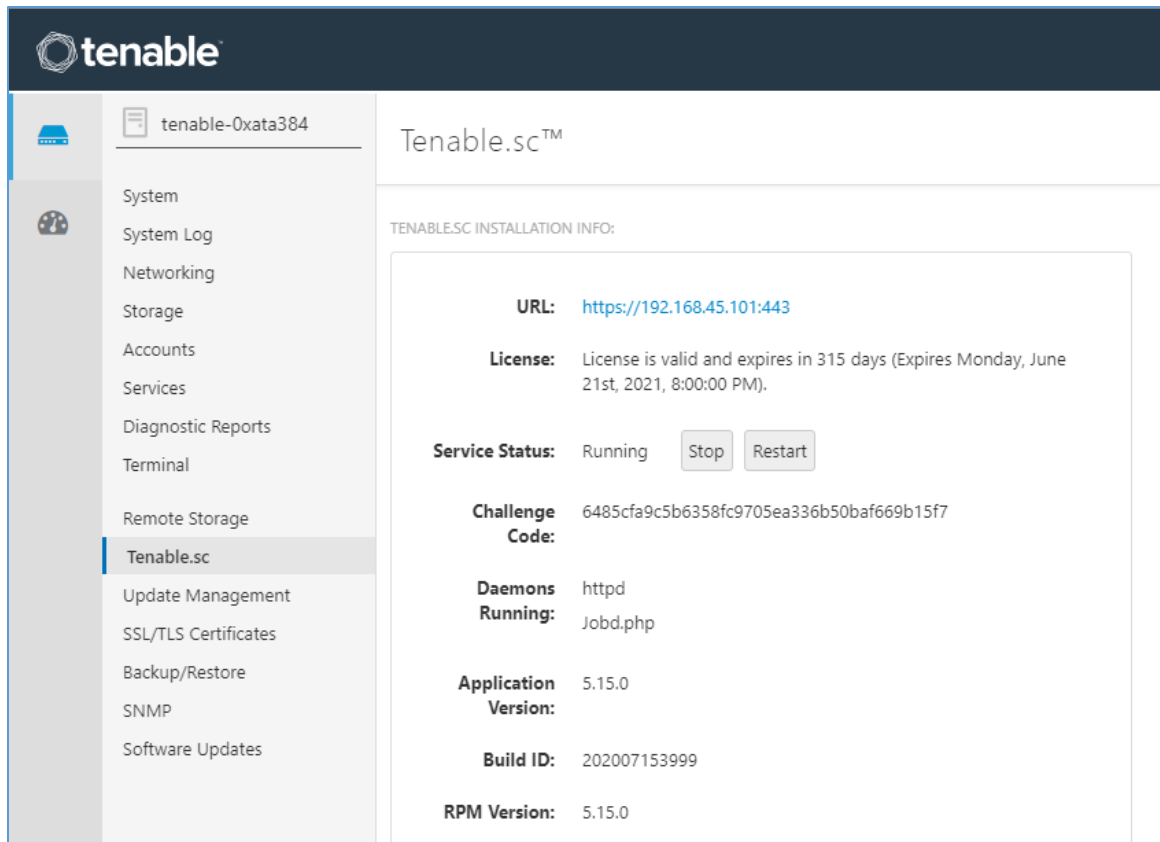 tenable
tenable-0xata384
System
System Log
Networking
Storage
Accounts
Services
Diagnostic Reports
Terminal
Remote Storage
Tenable.sc
Update Management
SSL/TLS Certificates
Backup/Restore
SNMP
Software Updates
Tenable.sc™
TENABLE.SC INSTALLATION INFO:
URL: https://192.168.45.101:443
License: License is valid and expires in 315 days (Expires Monday, June
21st, 2021, 8:00:00 PM).
Service Status: Running Stop Restart
Challenge 6485cfa9c5b6358fc9705ea336b50baf669b15f7
Code:
Daemons httpd
Running: Jobd.php
Application 5.15.0
Version:
Build ID: 202007153999
RPM Version: 5.15.0